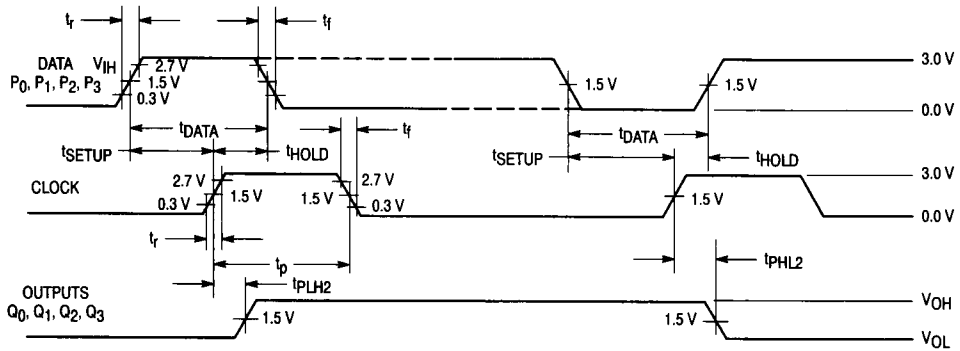 tr
tf
DATA VIH
P0, P1, P2, P3
2.7 V
1.5 V
0.3 V
1.5 V
1.5 V
3.0 V
0.0 V
tDATA
tf
tDATA
tSETUP
tHOLD
tSETUP
tHOLD
CLOCK
2.7 V
1.5 V
0.3 V
2.7 V
1.5 V
0.3 V
1.5 V
3.0 V
0.0 V
tr
tp
tPLH2
tPHL2
OUTPUTS
Q0, Q1, Q2, Q3
1.5 V
1.5 V
VOH
VOL